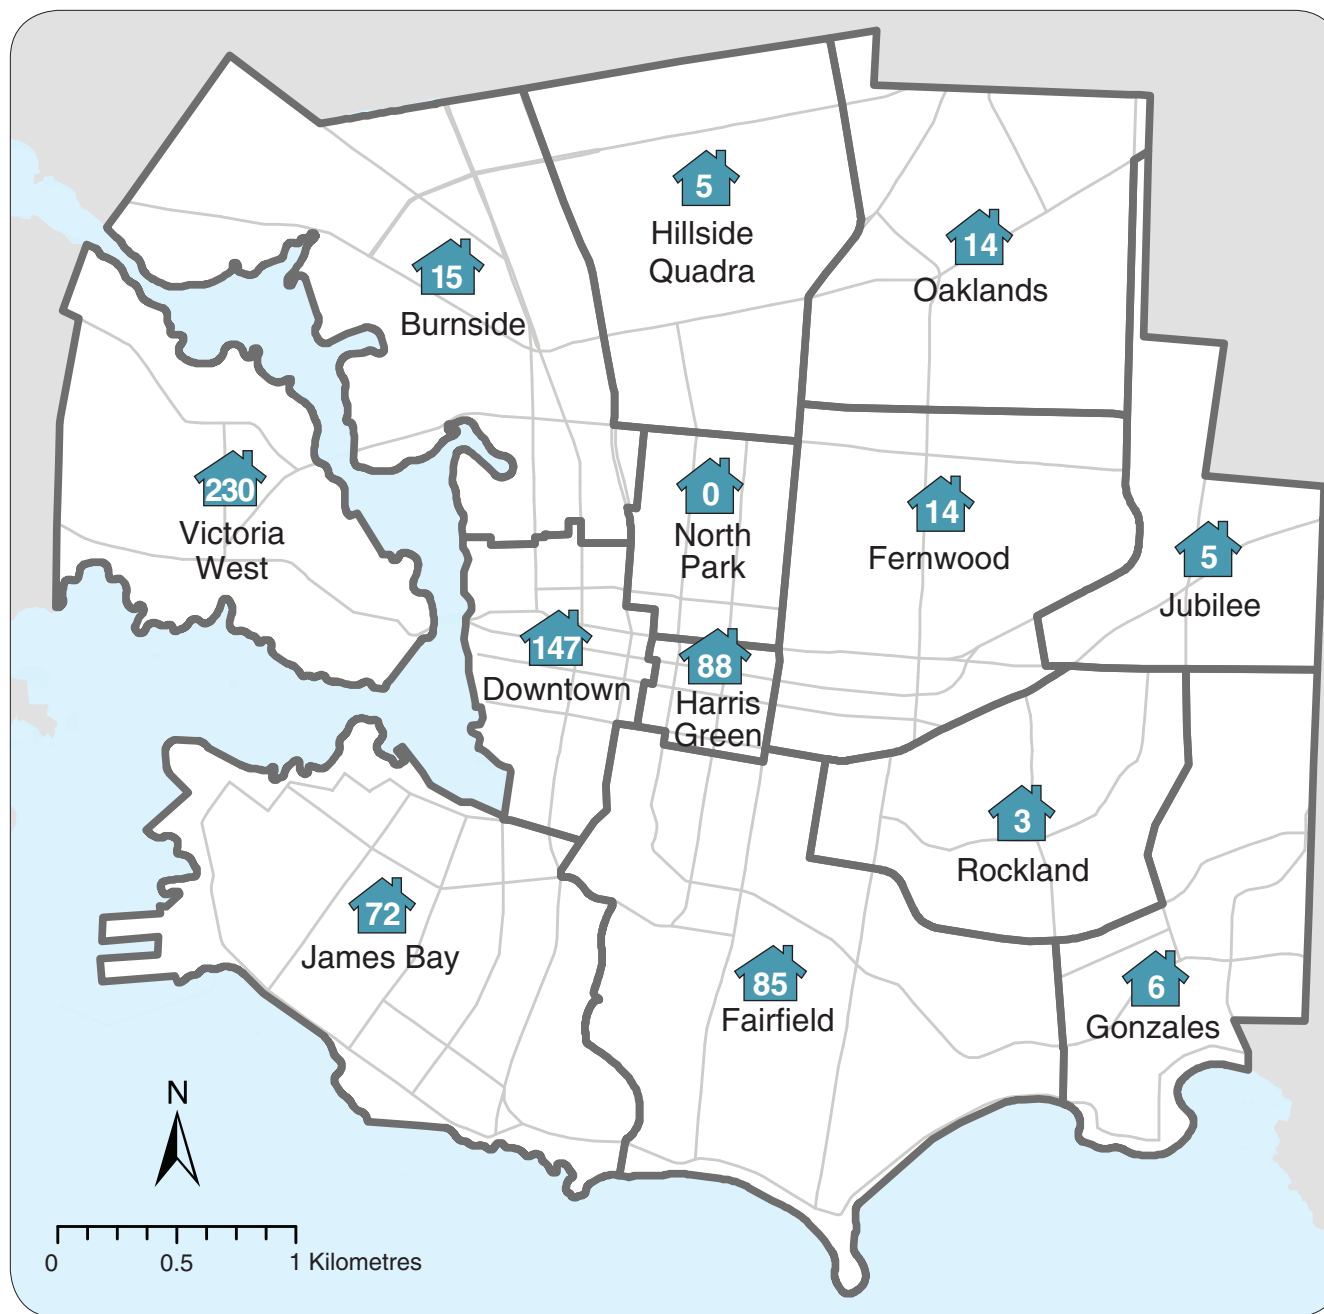 5
Hillside
Quadra
14
Oaklands
15
Burnside
230
Victoria
West
0
North
Park
14
Fernwood
5
Jubilee
147
Downtown
88
Harris
Green
3
Rockland
72
James Bay
85
Fairfield
6
Gonzales
N
0 0.5 1 Kilometres